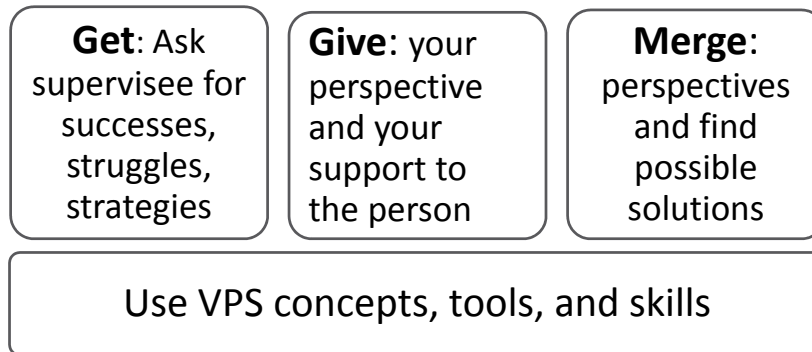 Get: Ask
supervisee for
successes,
struggles,
strategies
Give: your
perspective
and your
support to
the person
Merge:
perspectives
and find
possible
solutions
Use VPS concepts, tools, and skills